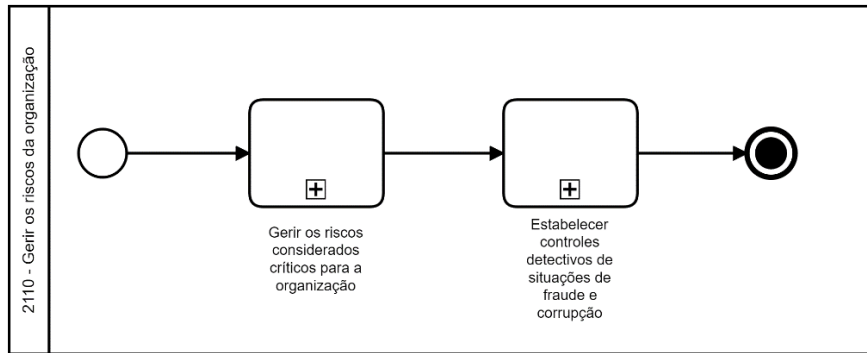 2110 - Gerir os riscos da organização
Gerir os riscos
considerados
críticos para a
organização
Estabelecer
controles
detectivos de
situações de
fraude e
corrupção